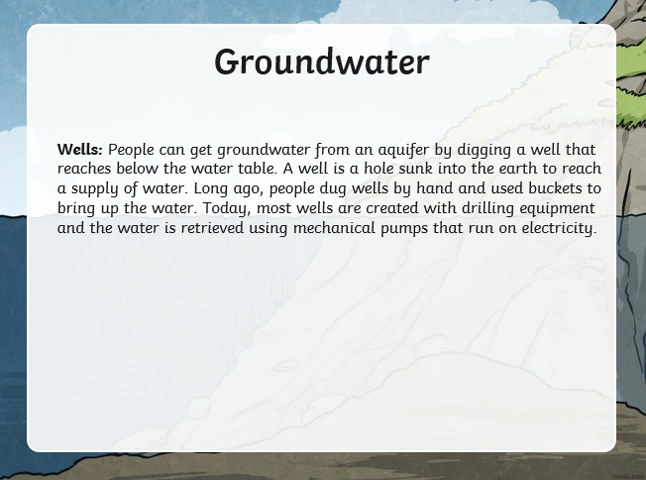 Groundwater
Wells: People can get groundwater from an aquifer by digging a well that
reaches below the water table. A well is a hole sunk into the earth to reach
a supply of water. Long ago, people dug wells by hand and used buckets to
bring up the water. Today, most wells are created with drilling equipment
and the water is retrieved using mechanical pumps that run on electricity.